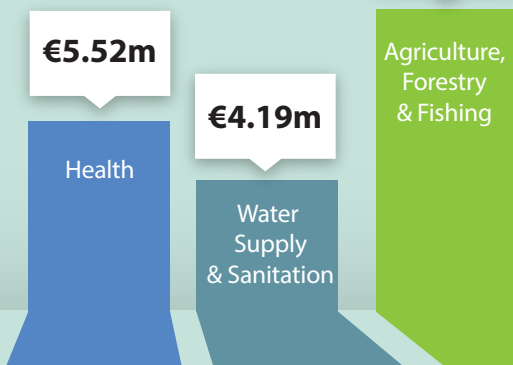 €5.52m
Health
€4.19m
Water
Supply
& Sanitation
Agriculture,
Forestry
& Fishing